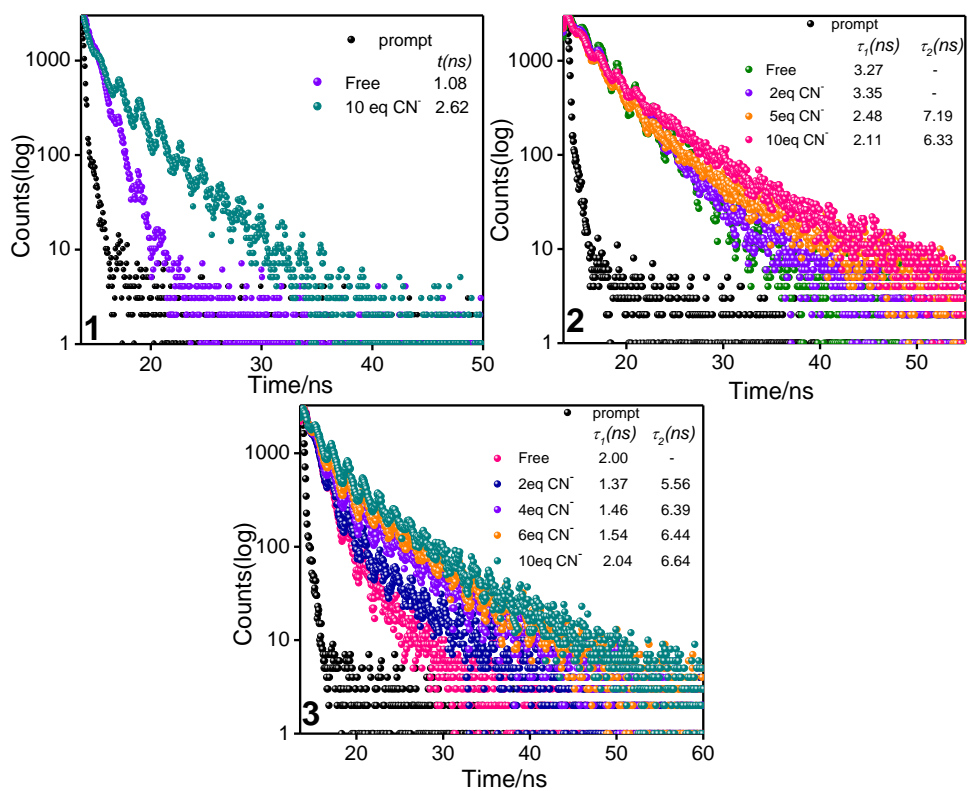 prompt
t(ns)
Free 1.08
10 eq CN⁻ 2.62
1000
100
10
1
Counts(log)
1
20 30 40 50
Time/ns
prompt
τ₁(ns) τ₂(ns)
Free 3.27 -
2eq CN⁻ 3.35 -
5eq CN⁻ 2.48 7.19
10eq CN⁻ 2.11 6.33
1000
100
10
1
Counts(log)
2
20 30 40 50
Time/ns
prompt
τ₁(ns) τ₂(ns)
Free 2.00 -
2eq CN⁻ 1.37 5.56
4eq CN⁻ 1.46 6.39
6eq CN⁻ 1.54 6.44
10eq CN⁻ 2.04 6.64
1000
100
10
1
Counts(log)
3
20 30 40 50 60
Time/ns